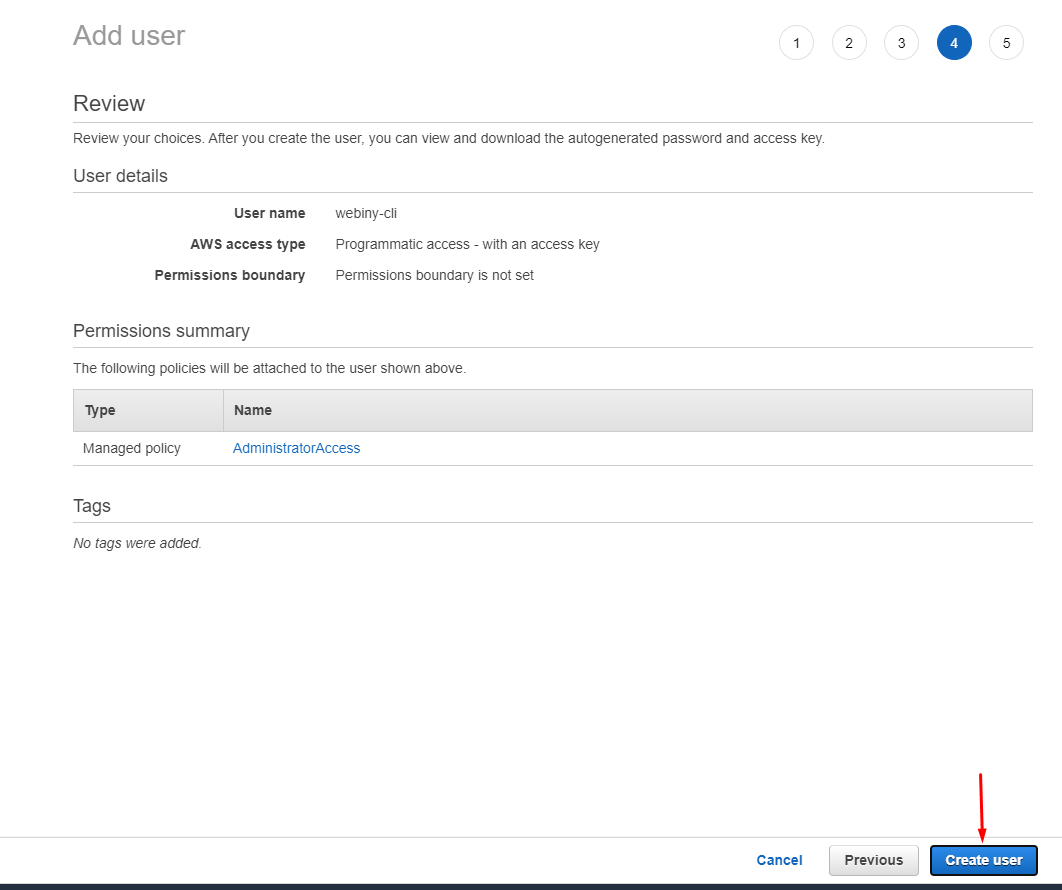 Add user
1 2 3 4 5
Review
Review your choices. After you create the user, you can view and download the autogenerated password and access key.
User details
User name webiny-cli
AWS access type Programmatic access - with an access key
Permissions boundary Permissions boundary is not set
Permissions summary
The following policies will be attached to the user shown above.
Type Name
Managed policy AdministratorAccess
Tags
No tags were added.
Cancel Previous Create user